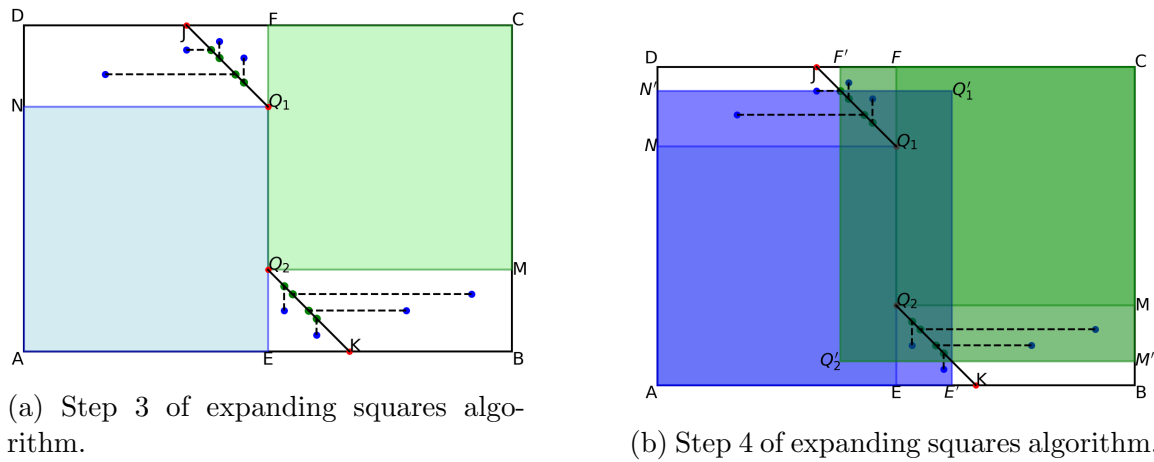 D F C
J
N Q₁
Q₂ M
A E K B
(a) Step 3 of expanding squares algo-
rithm.
D F′ F C
J
N′ Q′₁
N Q₁
Q₂ M
Q′₂ M′
A E E′ K B
(b) Step 4 of expanding squares algorithm.